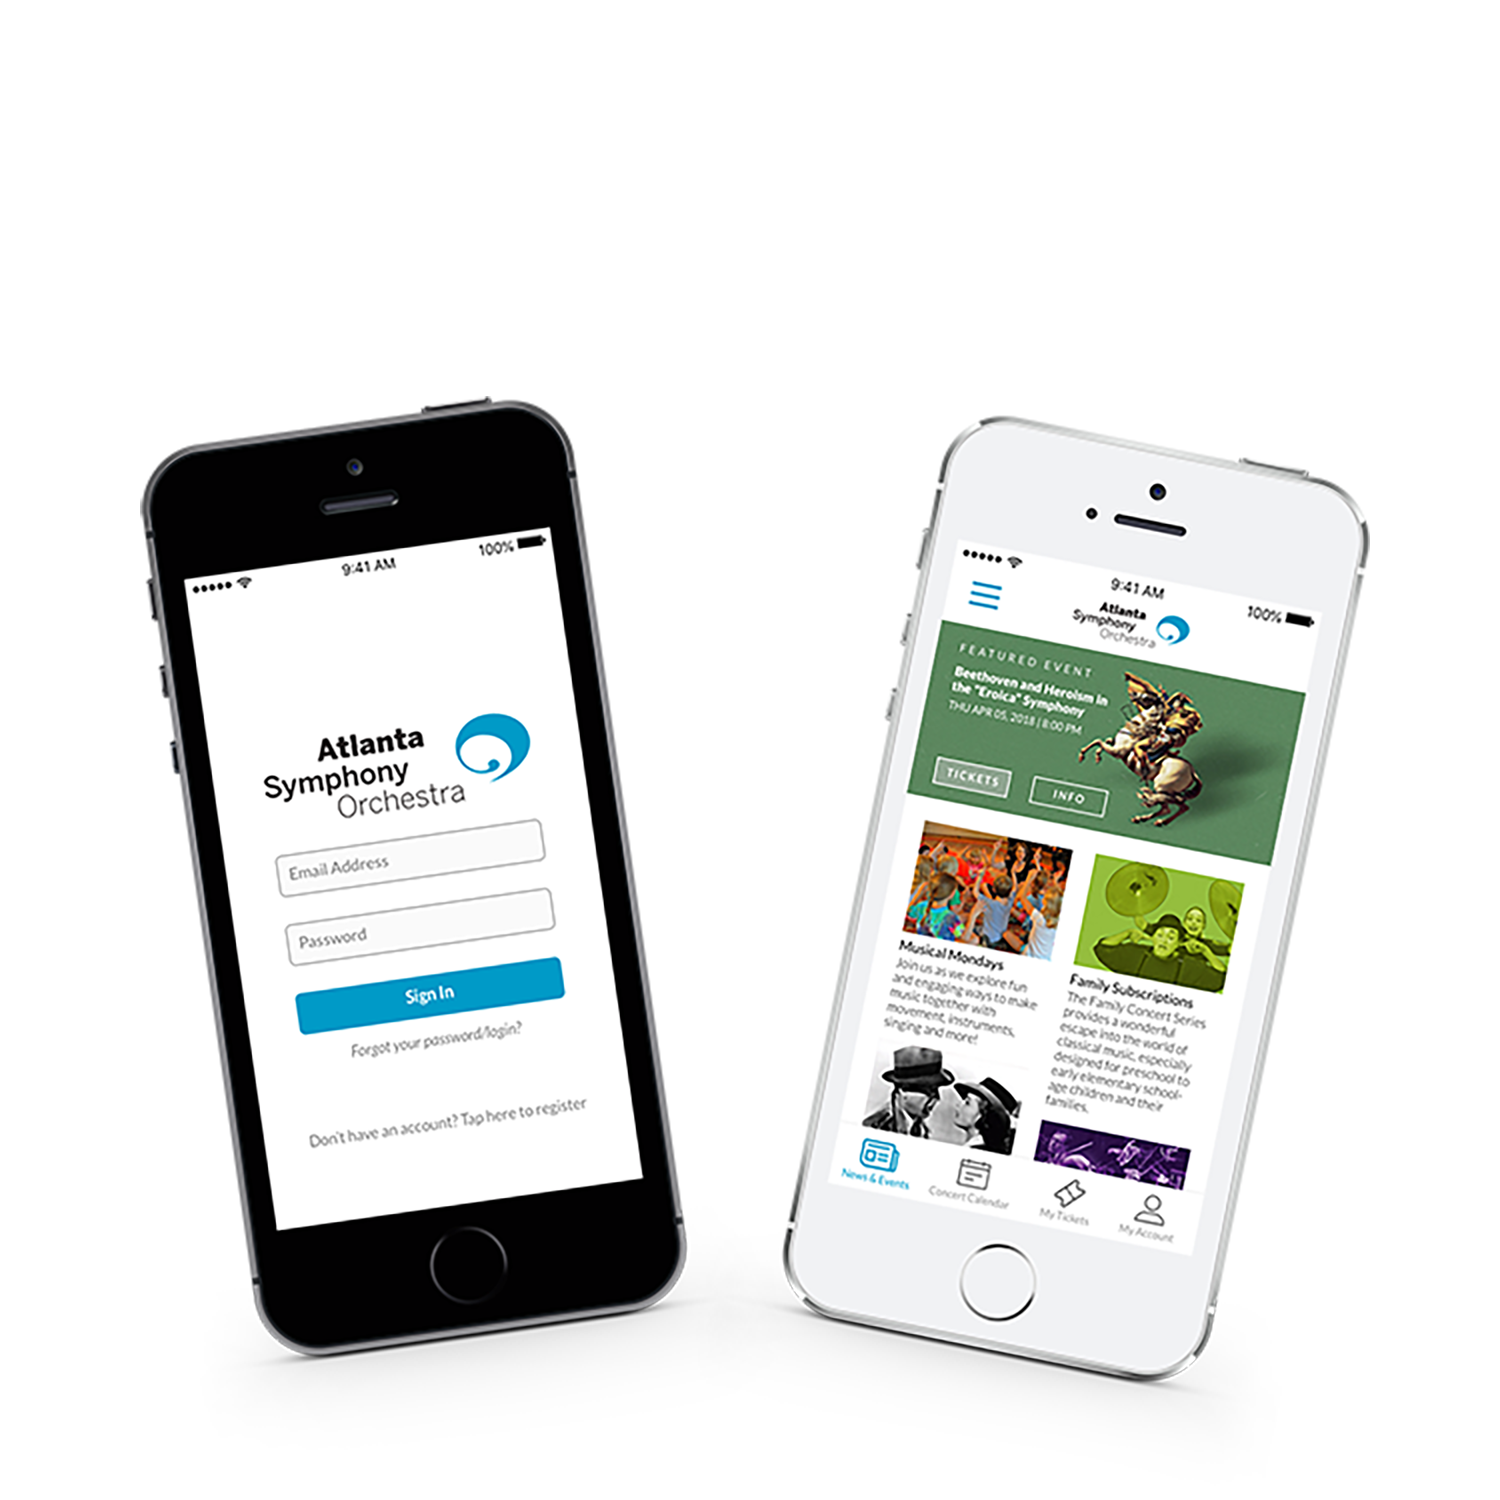 9:41 AM
100%
Atlanta
Symphony
Orchestra
Email Address
Password
Sign In
Forgot your password/login?
Don't have an account? Tap here to register
9:41 AM
100%
Atlanta
Symphony
Orchestra
FEATURED EVENT
Beethoven and Heroism in
the "Eroica" Symphony
THU APR 05, 2018 | 8:00 PM
TICKETS
INFO
Musical Mondays
Join us as we explore fun
and engaging ways to make
music together with
movement, instruments,
singing and more!
Family Subscriptions
The Family Concert Series
provides a wonderful
escape into the world of
classical music, especially
designed for preschool to
early elementary school-
age children and their
families.
News & Events
Concert Calendar
My Tickets
My Account